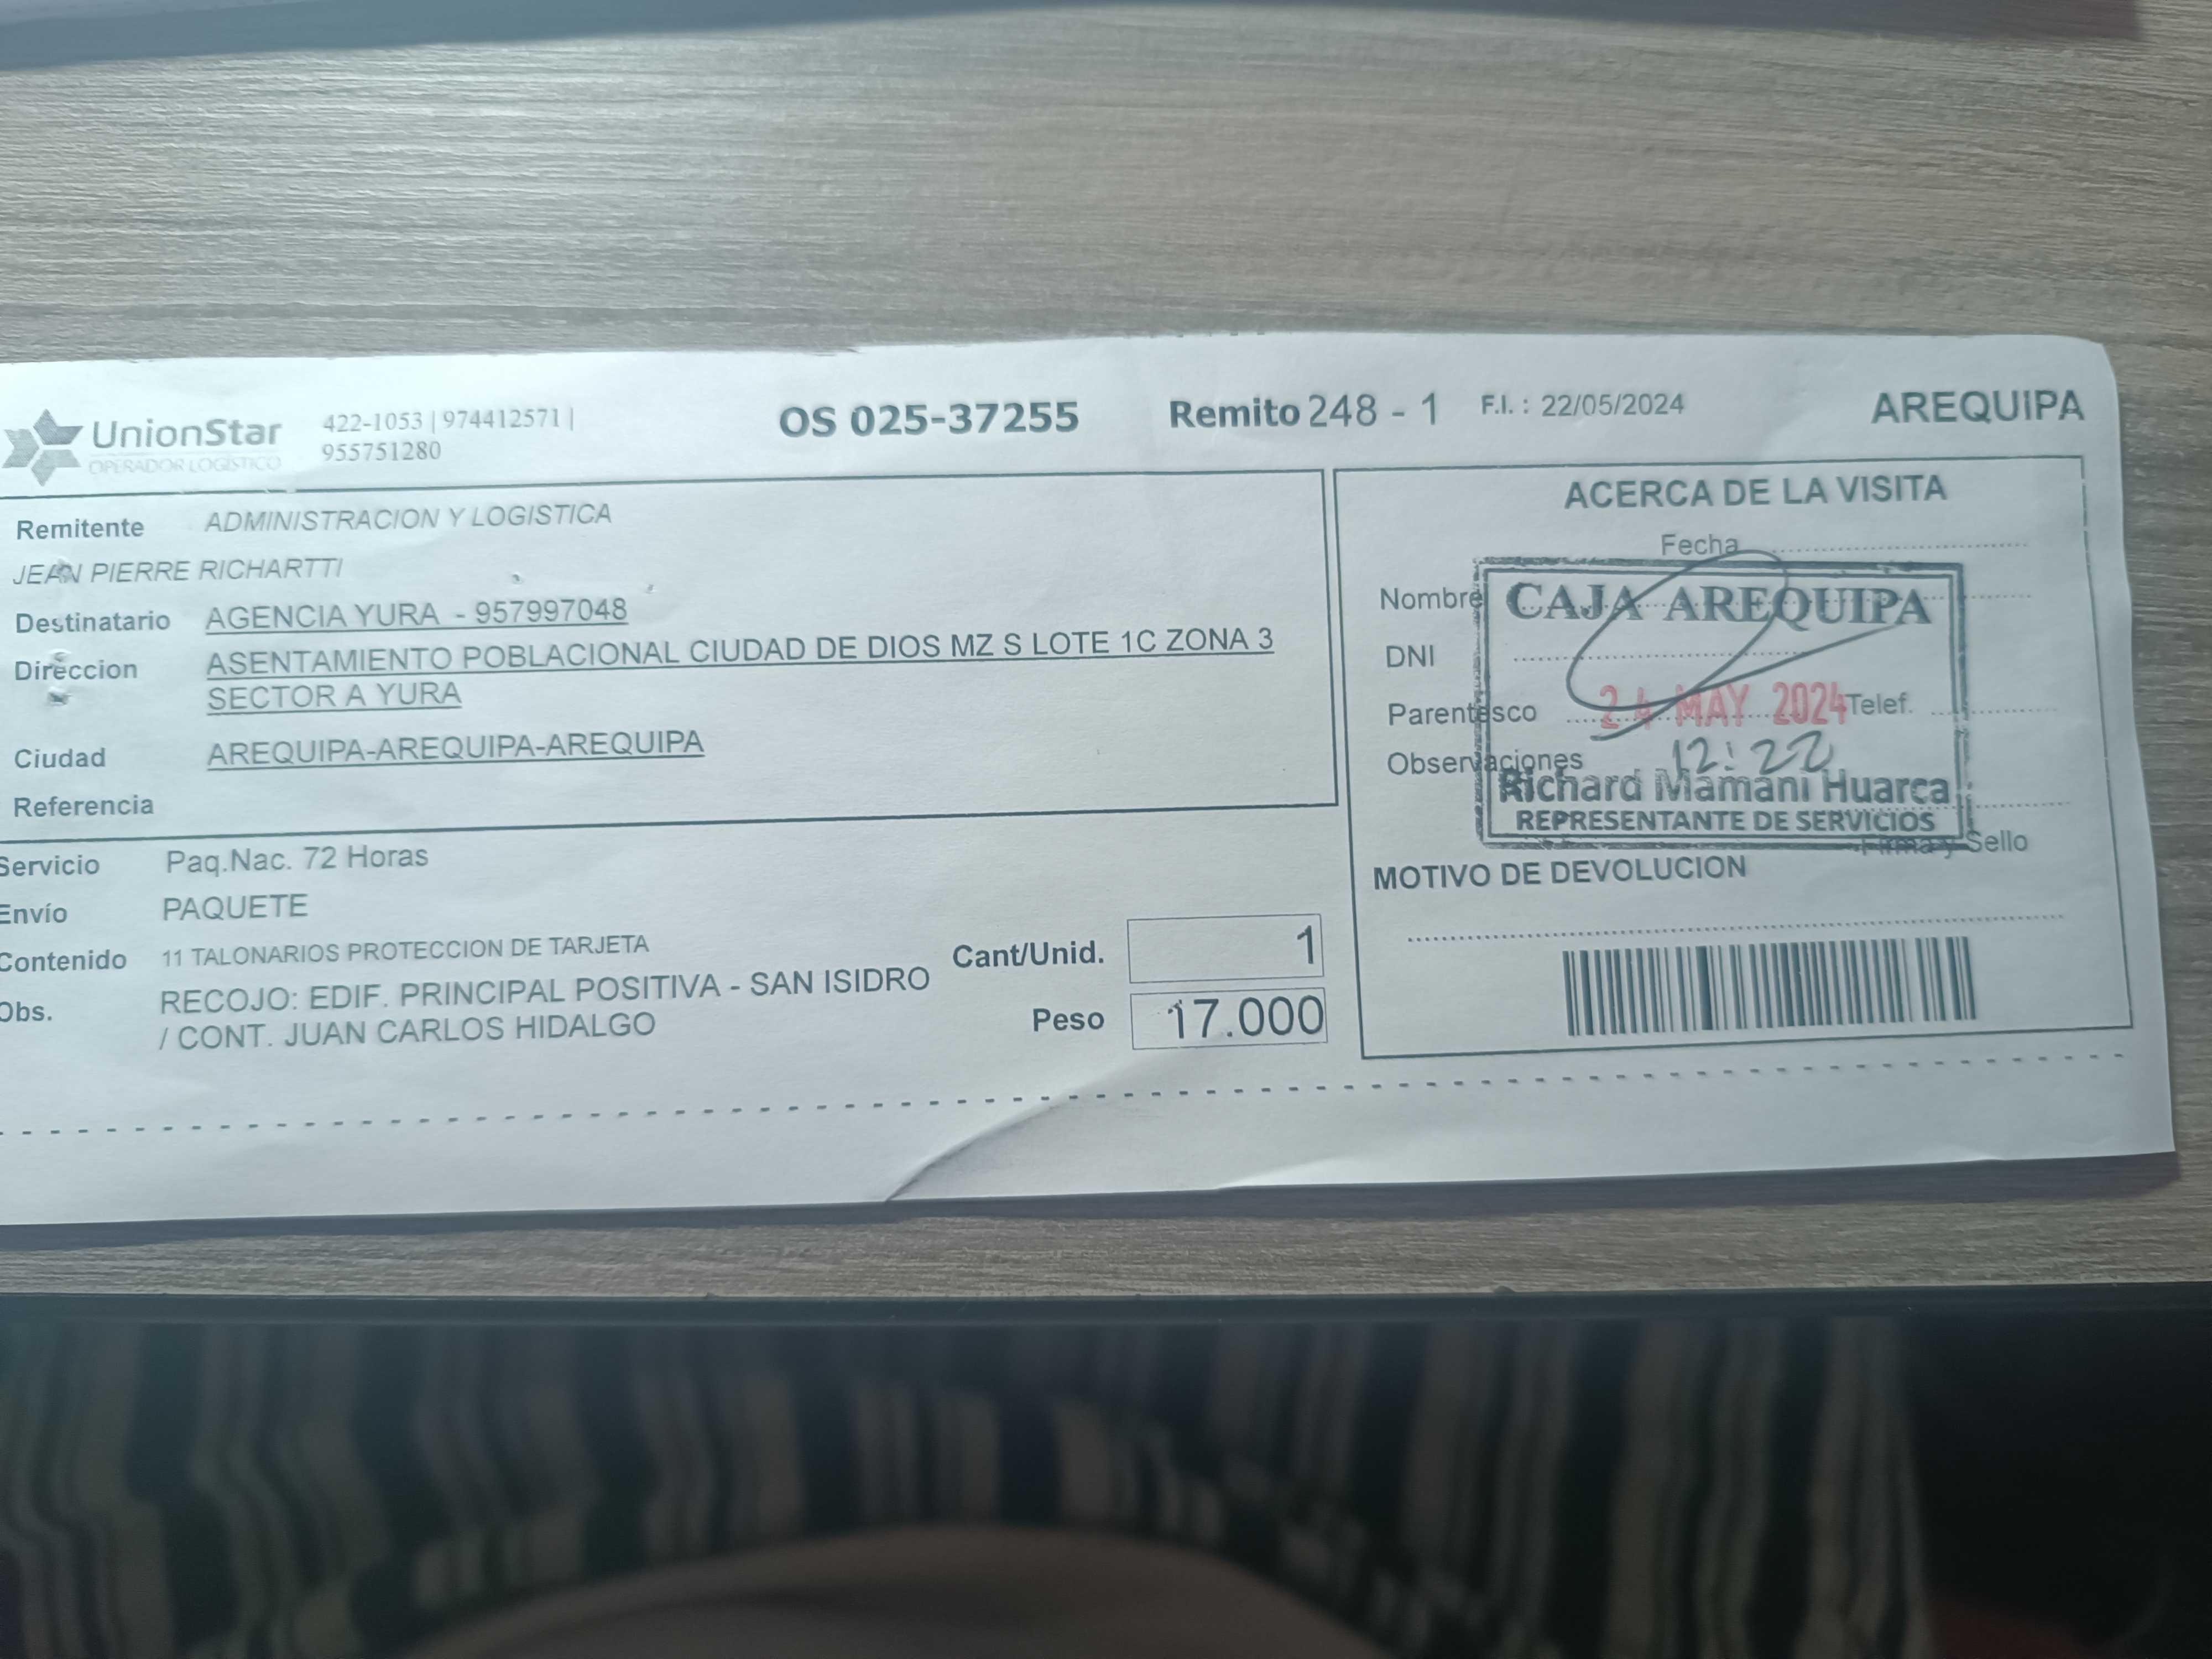 UnionStar
OPERADOR LOGÍSTICO
422-1053 | 974412571 |
955751280
OS 025-37255
Remito 248 - 1
F.I. : 22/05/2024
AREQUIPA
Remitente ADMINISTRACION Y LOGISTICA
JEAN PIERRE RICHARTTI
Destinatario AGENCIA YURA - 957997048
Direccion ASENTAMIENTO POBLACIONAL CIUDAD DE DIOS MZ S LOTE 1C ZONA 3
SECTOR A YURA
Ciudad AREQUIPA-AREQUIPA-AREQUIPA
Referencia
Servicio Paq.Nac. 72 Horas
Envío PAQUETE
Contenido 11 TALONARIOS PROTECCION DE TARJETA
Obs. RECOJO: EDIF. PRINCIPAL POSITIVA - SAN ISIDRO
/ CONT. JUAN CARLOS HIDALGO
Cant/Unid. 1
Peso 17.000
ACERCA DE LA VISITA
Fecha
Nombre
DNI
Parentesco
Telef.
Observaciones
CAJA AREQUIPA
24 MAY 2024
12:22
Richard Mamani Huarca
REPRESENTANTE DE SERVICIOS
Firma y Sello
MOTIVO DE DEVOLUCION